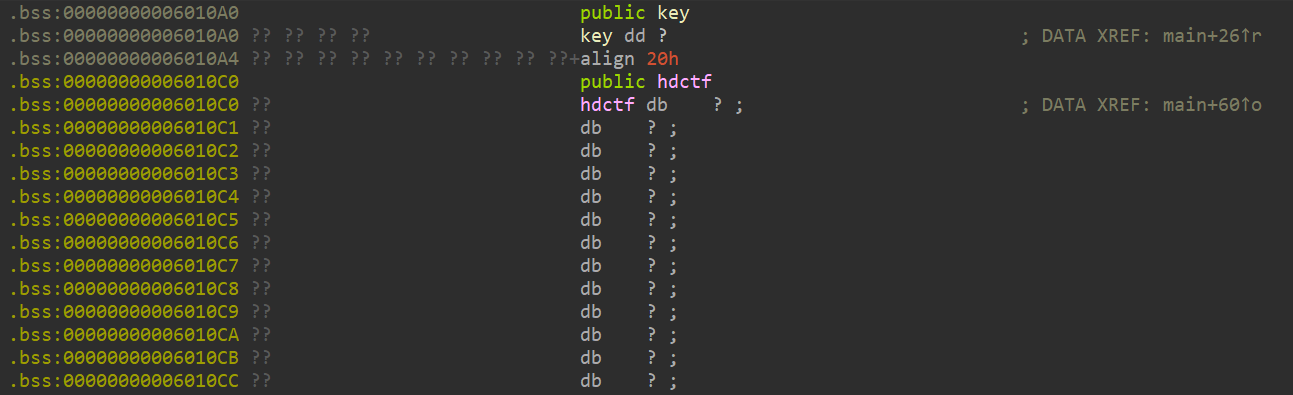 .bss:00000000006010A0 public key
.bss:00000000006010A0 ?? ?? ?? ?? key dd ? ; DATA XREF: main+26↑r
.bss:00000000006010A4 ?? ?? ?? ?? ?? ?? ?? ?? ?? ??+align 20h
.bss:00000000006010C0 public hdctf
.bss:00000000006010C0 ?? hdctf db ? ; ; DATA XREF: main+60↑o
.bss:00000000006010C1 ?? db ? ;
.bss:00000000006010C2 ?? db ? ;
.bss:00000000006010C3 ?? db ? ;
.bss:00000000006010C4 ?? db ? ;
.bss:00000000006010C5 ?? db ? ;
.bss:00000000006010C6 ?? db ? ;
.bss:00000000006010C7 ?? db ? ;
.bss:00000000006010C8 ?? db ? ;
.bss:00000000006010C9 ?? db ? ;
.bss:00000000006010CA ?? db ? ;
.bss:00000000006010CB ?? db ? ;
.bss:00000000006010CC ?? db ? ;